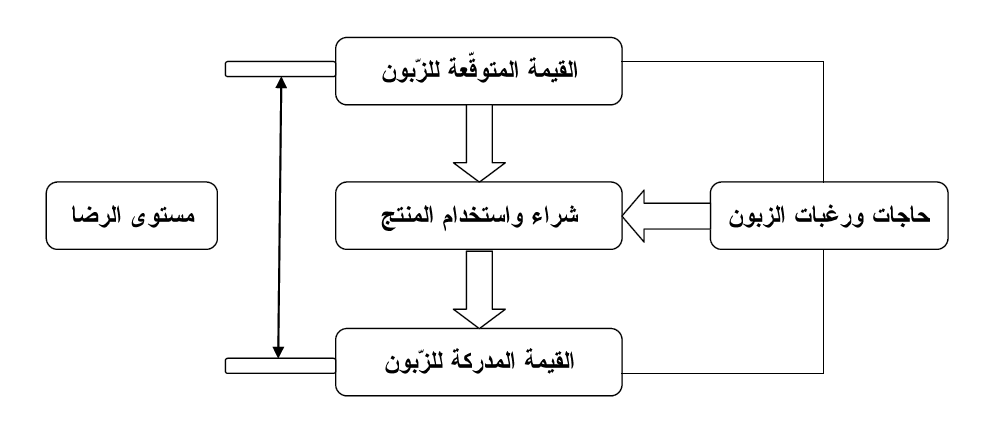 القيمة المتوقّعة للزّبون
حاجات ورغبات الزبون
شراء واستخدام المنتج
مستوى الرضا
القيمة المدركة للزّبون